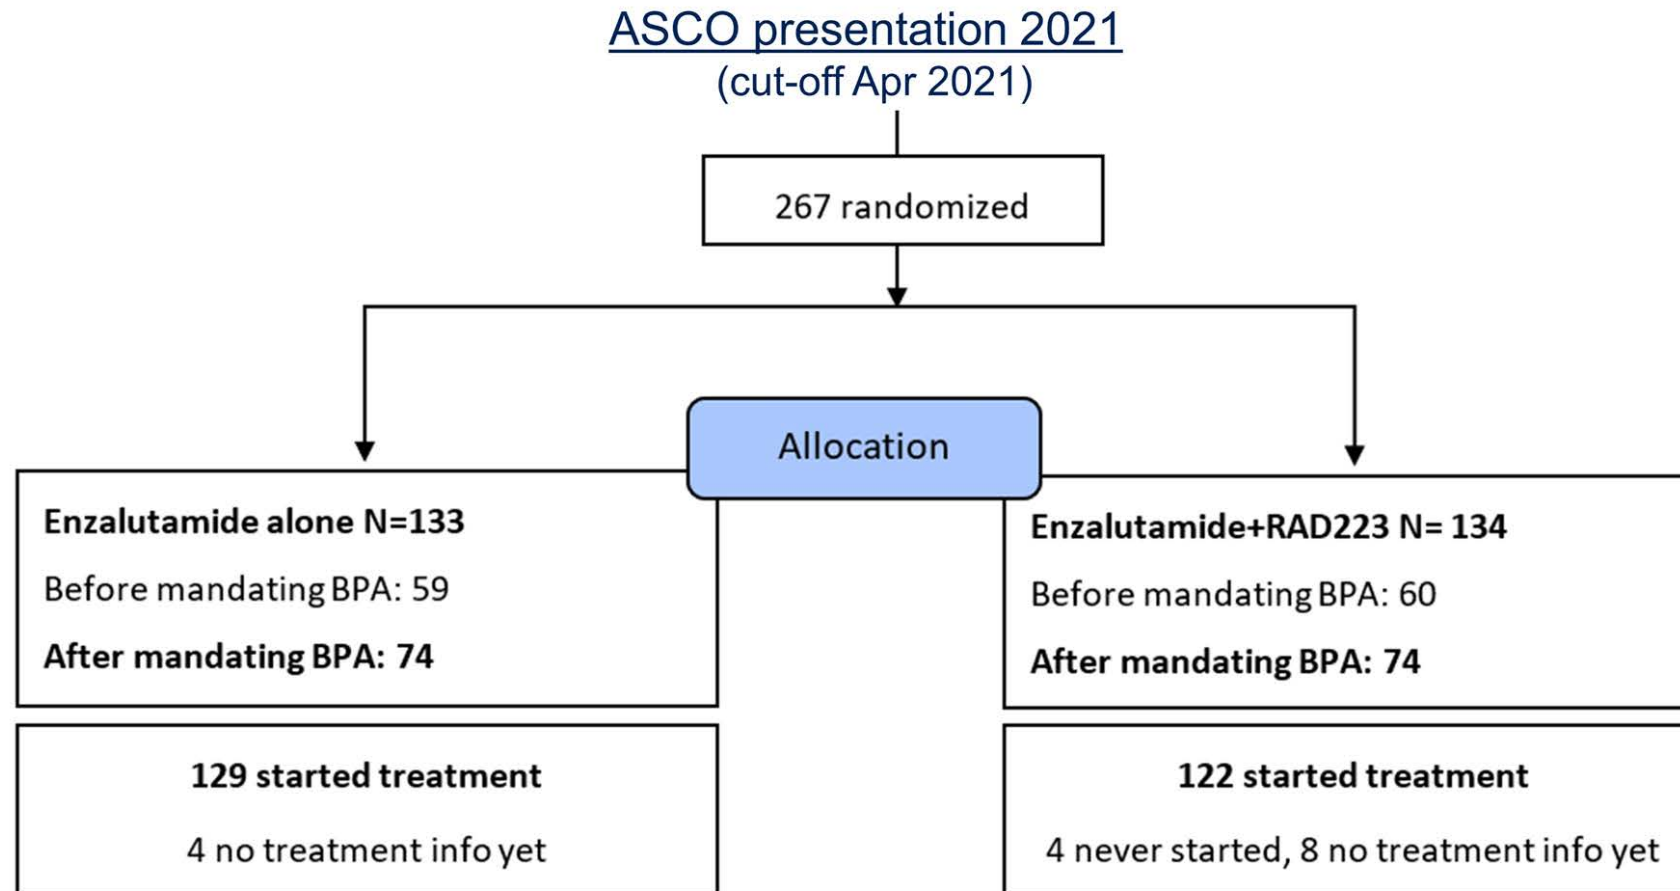 ASCO presentation 2021
(cut-off Apr 2021)
267 randomized
Allocation
Enzalutamide alone N=133
Before mandating BPA: 59
After mandating BPA: 74
Enzalutamide+RAD223 N= 134
Before mandating BPA: 60
After mandating BPA: 74
129 started treatment
4 no treatment info yet
122 started treatment
4 never started, 8 no treatment info yet